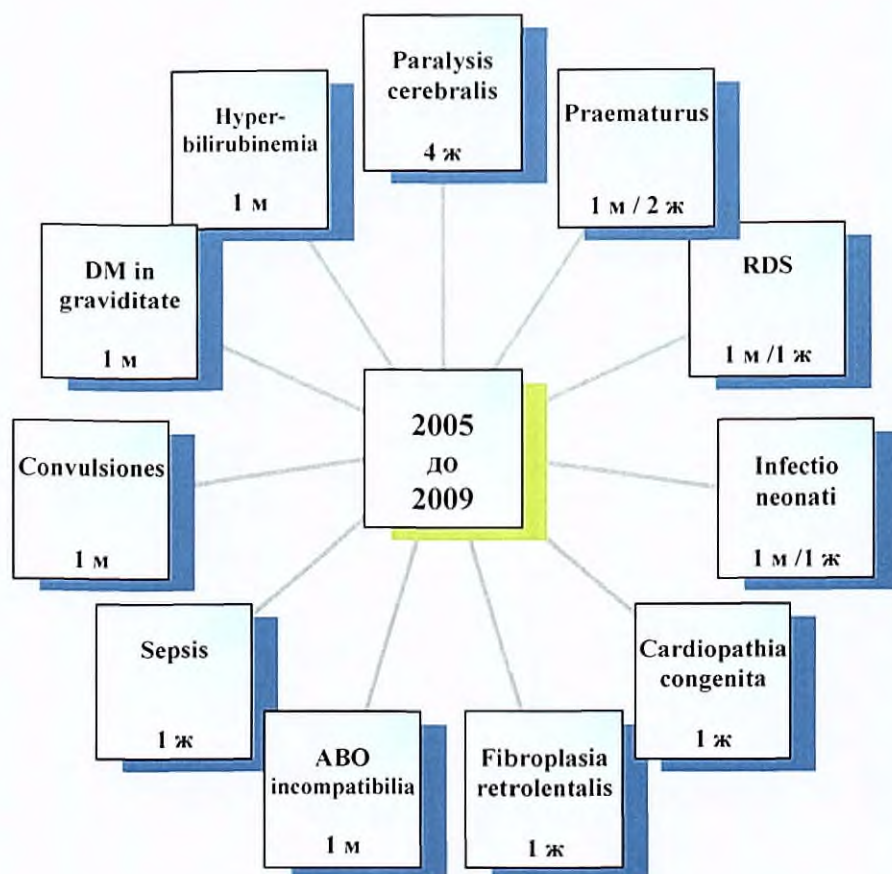 Paralysis
cerebralis
4 ж
Praematurus
1 м / 2 ж
RDS
1 м /1 ж
Infectio
neonati
1 м /1 ж
Cardiopathia
congenita
1 ж
Fibroplasia
retrolentalis
1 ж
ABO
incompatibilia
1 м
Sepsis
1 ж
Convulsiones
1 м
DM in
graviditate
1 м
Hyper-
bilirubinemia
1 м
2005
до
2009